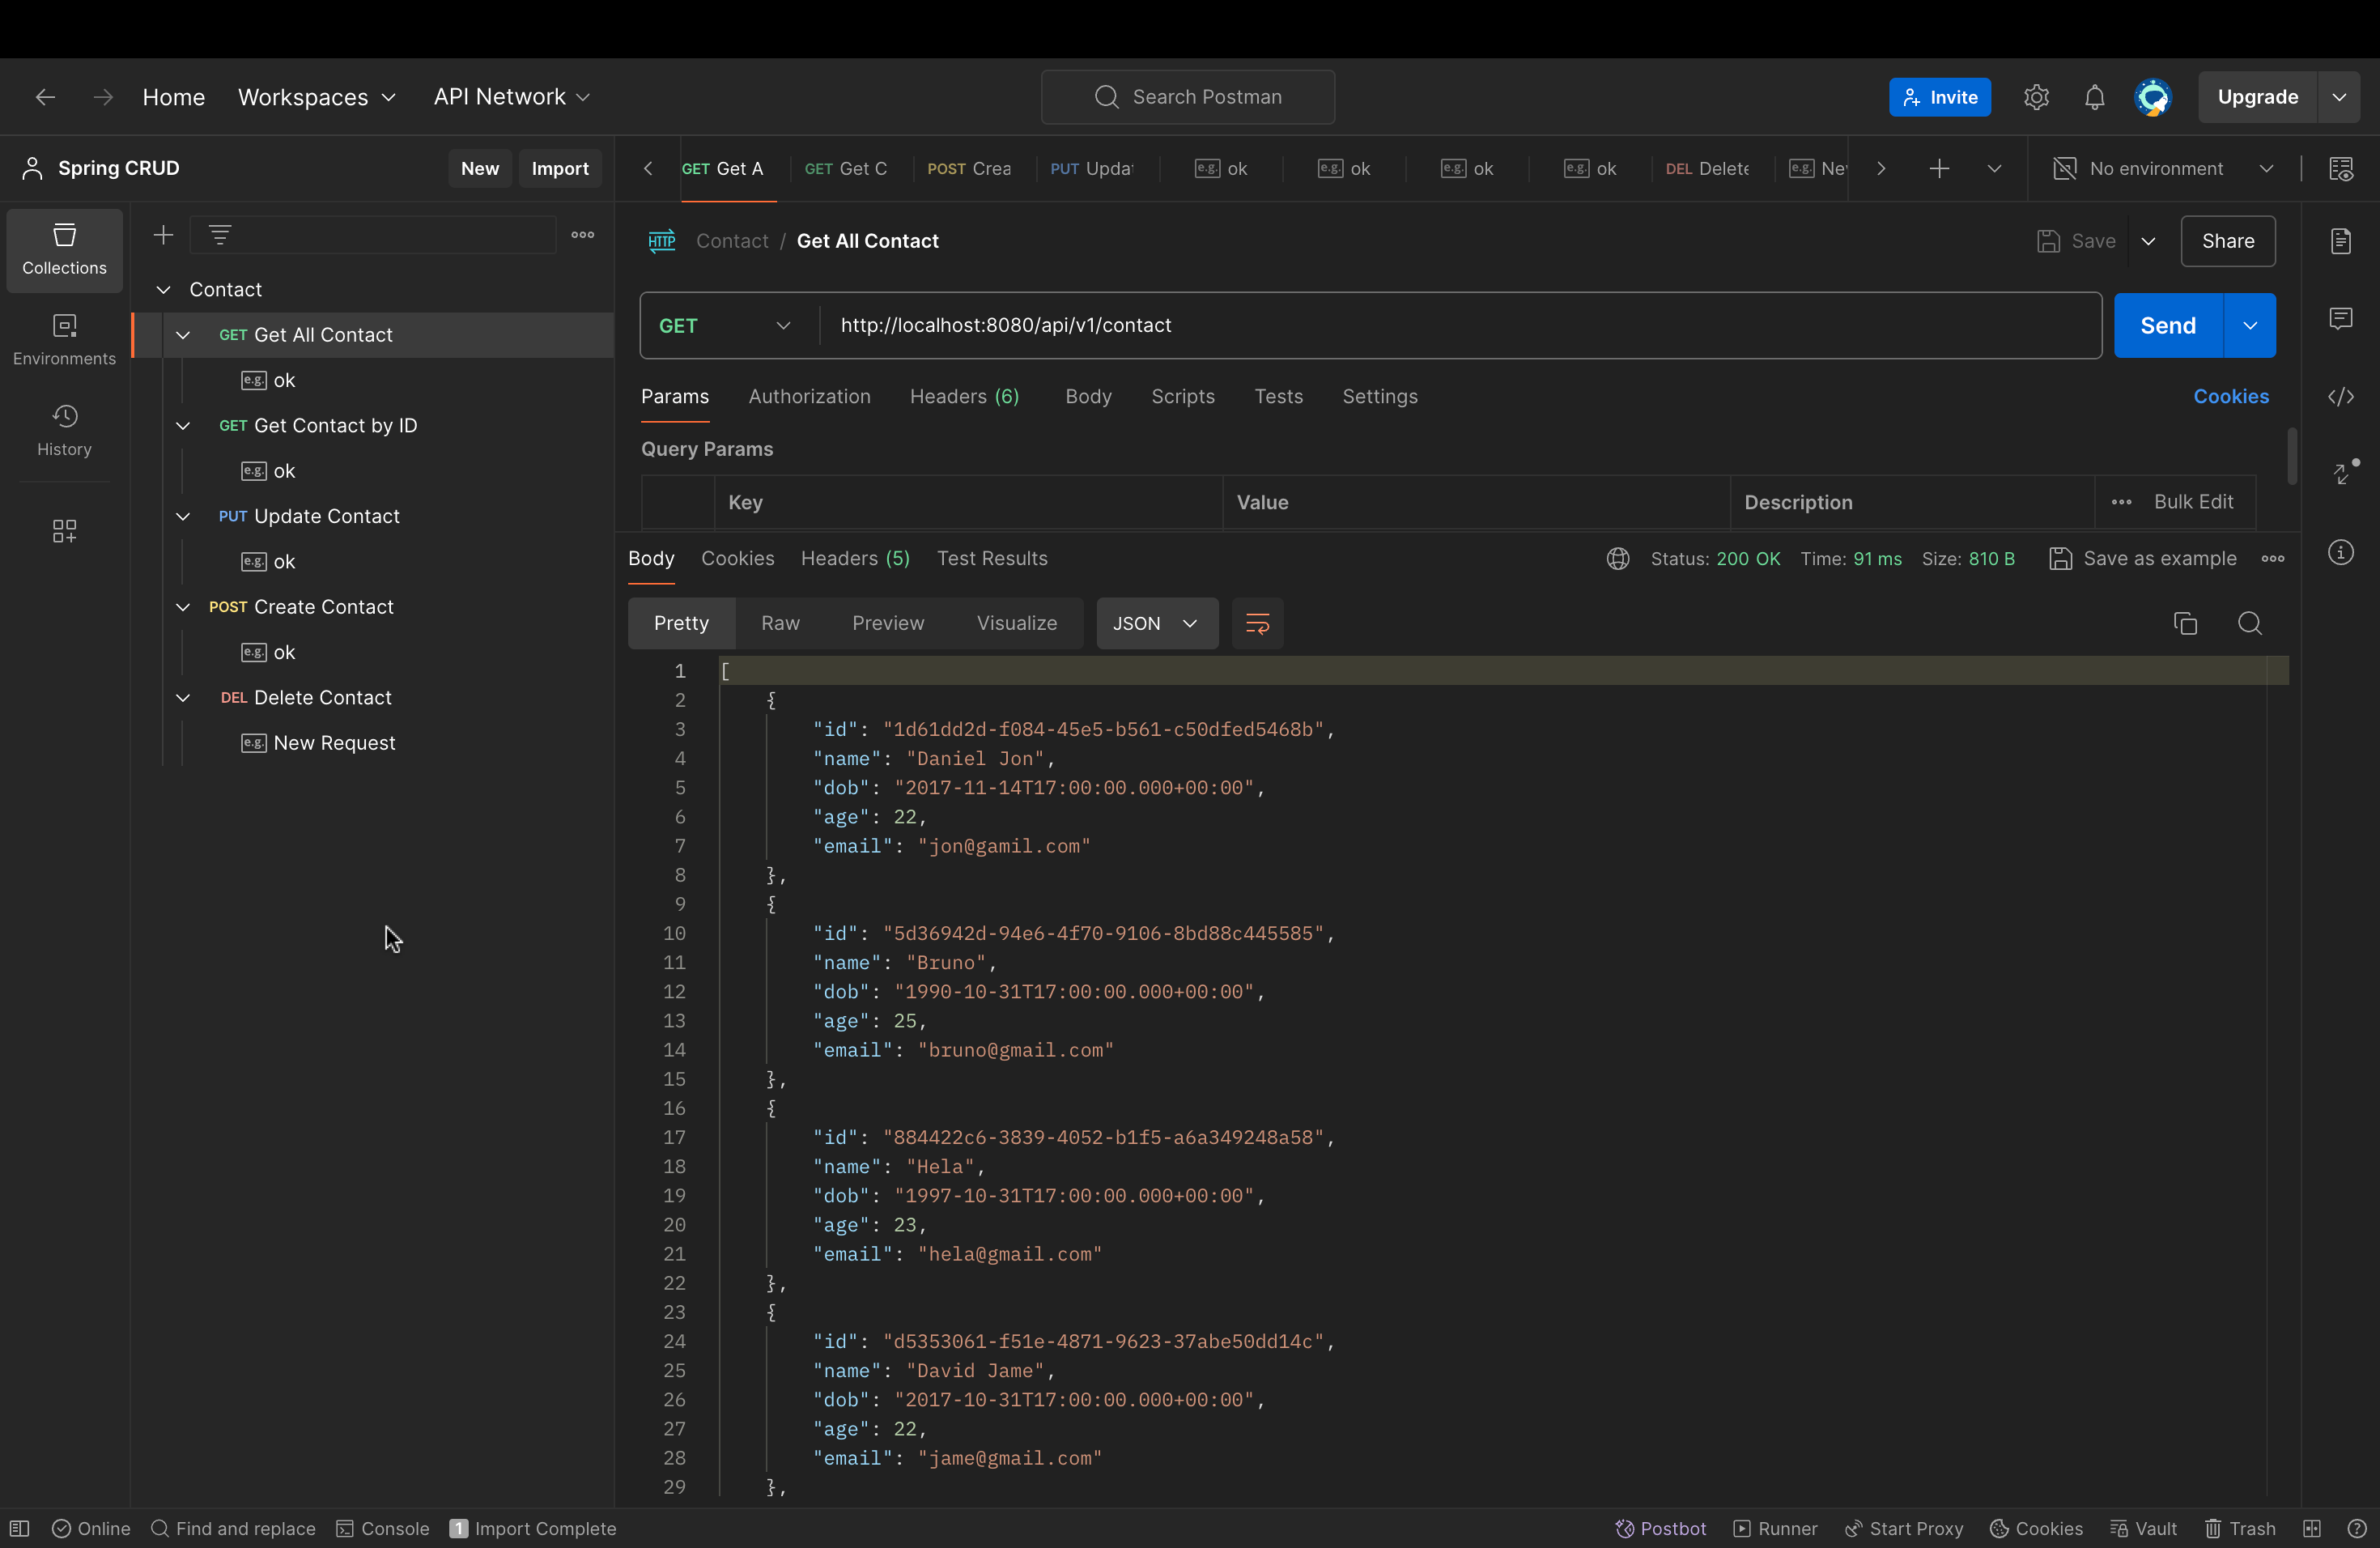 Home Workspaces API Network Search Postman Invite Upgrade
Spring CRUD New Import GET Get A GET Get C POST Crea PUT Upda e.g. ok e.g. ok e.g. ok e.g. ok DEL Delete e.g. Ne No environment
Collections
Environments
History
Contact
GET Get All Contact
e.g. ok
GET Get Contact by ID
e.g. ok
PUT Update Contact
e.g. ok
POST Create Contact
e.g. ok
DEL Delete Contact
e.g. New Request
HTTP Contact / Get All Contact Save Share
GET http://localhost:8080/api/v1/contact Send
Params Authorization Headers (6) Body Scripts Tests Settings Cookies
Query Params
Key Value Description Bulk Edit
Body Cookies Headers (5) Test Results Status: 200 OK Time: 91 ms Size: 810 B Save as example
Pretty Raw Preview Visualize JSON
1 [
2 {
3 "id": "1d61dd2d-f084-45e5-b561-c50dfed5468b",
4 "name": "Daniel Jon",
5 "dob": "2017-11-14T17:00:00.000+00:00",
6 "age": 22,
7 "email": "jon@gamil.com"
8 },
9 {
10 "id": "5d36942d-94e6-4f70-9106-8bd88c445585",
11 "name": "Bruno",
12 "dob": "1990-10-31T17:00:00.000+00:00",
13 "age": 25,
14 "email": "bruno@gmail.com"
15 },
16 {
17 "id": "884422c6-3839-4052-b1f5-a6a349248a58",
18 "name": "Hela",
19 "dob": "1997-10-31T17:00:00.000+00:00",
20 "age": 23,
21 "email": "hela@gmail.com"
22 },
23 {
24 "id": "d5353061-f51e-4871-9623-37abe50dd14c",
25 "name": "David Jame",
26 "dob": "2017-10-31T17:00:00.000+00:00",
27 "age": 22,
28 "email": "jame@gmail.com"
29 },
Online Find and replace Console 1 Import Complete Postbot Runner Start Proxy Cookies Vault Trash